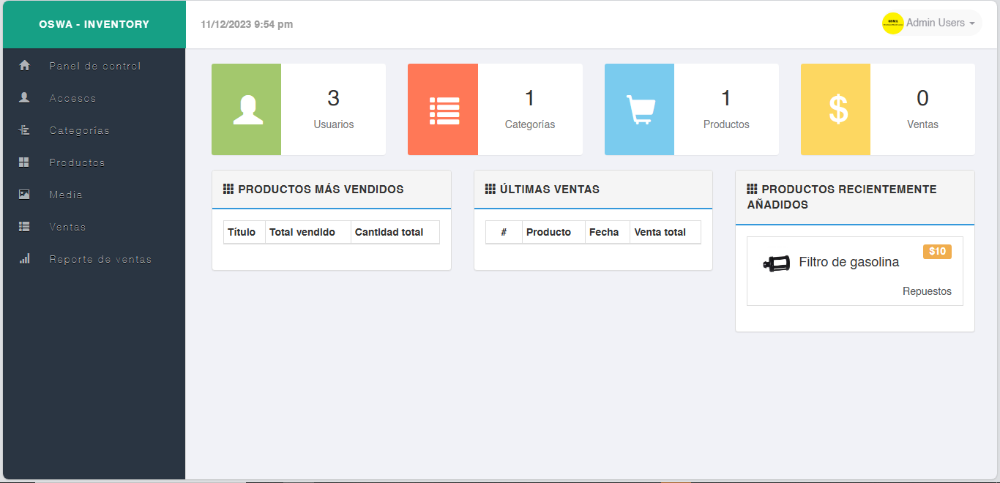 OSWA - INVENTORY
11/12/2023 9:54 pm
Admin Users
Panel de control
Accesos
Categorías
Productos
Media
Ventas
Reporte de ventas
3
Usuarios
1
Categorías
1
Productos
$
0
Ventas
PRODUCTOS MÁS VENDIDOS
Título Total vendido Cantidad total
ÚLTIMAS VENTAS
# Producto Fecha Venta total
PRODUCTOS RECIENTEMENTE
AÑADIDOS
Filtro de gasolina
$10
Repuestos